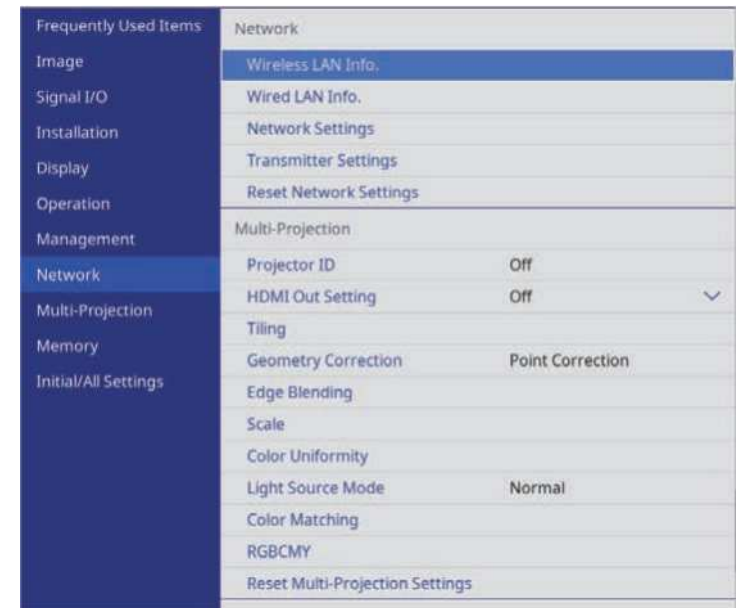 Frequently Used Items
Image
Signal I/O
Installation
Display
Operation
Management
Network
Multi-Projection
Memory
Initial/All Settings
Network
Wireless LAN Info.
Wired LAN Info.
Network Settings
Transmitter Settings
Reset Network Settings
Multi-Projection
Projector ID Off
HDMI Out Setting Off
Tiling
Geometry Correction Point Correction
Edge Blending
Scale
Color Uniformity
Light Source Mode Normal
Color Matching
RGBCMY
Reset Multi-Projection Settings